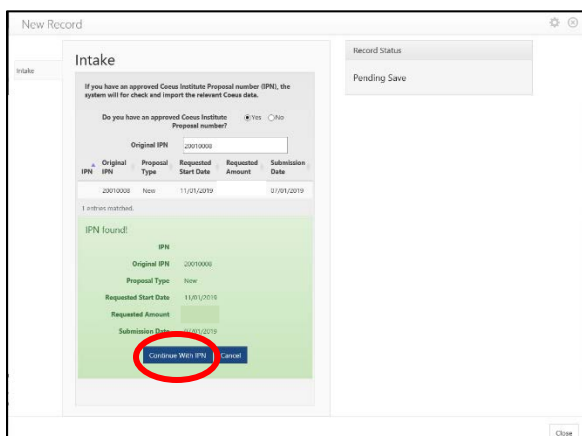 New Record
Intake
Intake
If you have an approved Coeus Institute Proposal number (IPN), the
system will for check and import the relevant Coeus data.
Do you have an approved Coeus Institute
Proposal number?
Yes
No
Original IPN
20010008
IPN Original IPN Proposal Type Requested Start Date Requested Amount Submission Date
20010008 New 11/01/2019 07/01/2019
1 entries matched.
IPN found!
IPN
Original IPN 20010008
Proposal Type New
Requested Start Date 11/01/2019
Requested Amount
Submission Date 07/01/2019
Continue With IPN Cancel
Record Status
Pending Save
Close